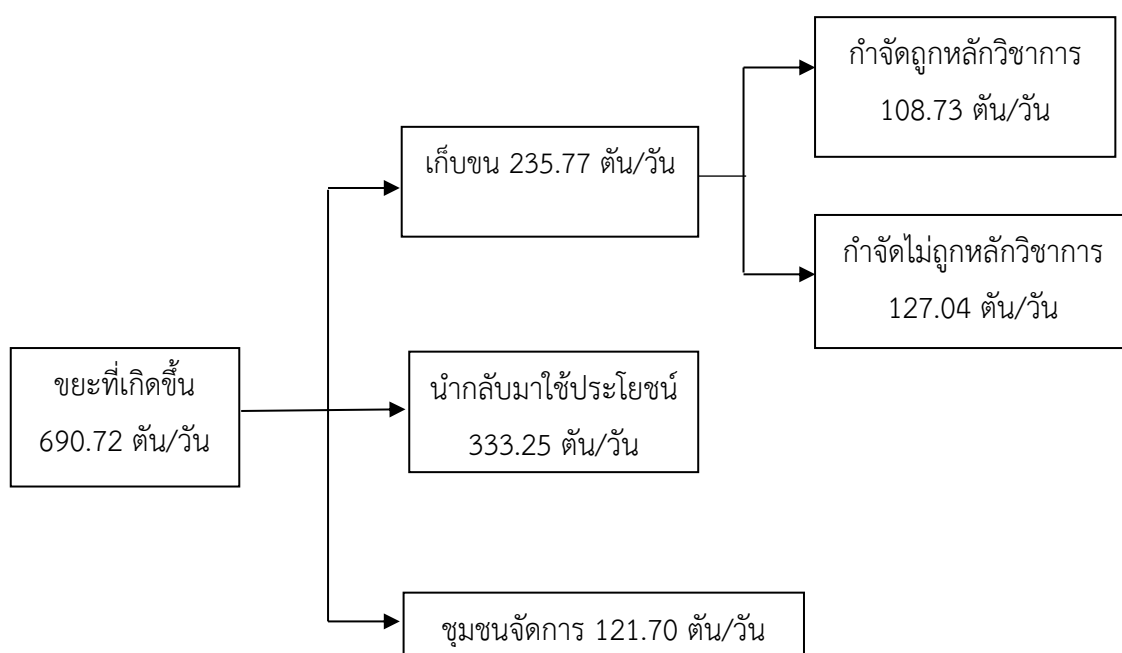 กำจัดถูกหลักวิชาการ
108.73 ตัน/วัน
เก็บขน 235.77 ตัน/วัน
กำจัดไม่ถูกหลักวิชาการ
127.04 ตัน/วัน
ขยะที่เกิดขึ้น
690.72 ตัน/วัน
นำกลับมาใช้ประโยชน์
333.25 ตัน/วัน
ชุมชนจัดการ 121.70 ตัน/วัน